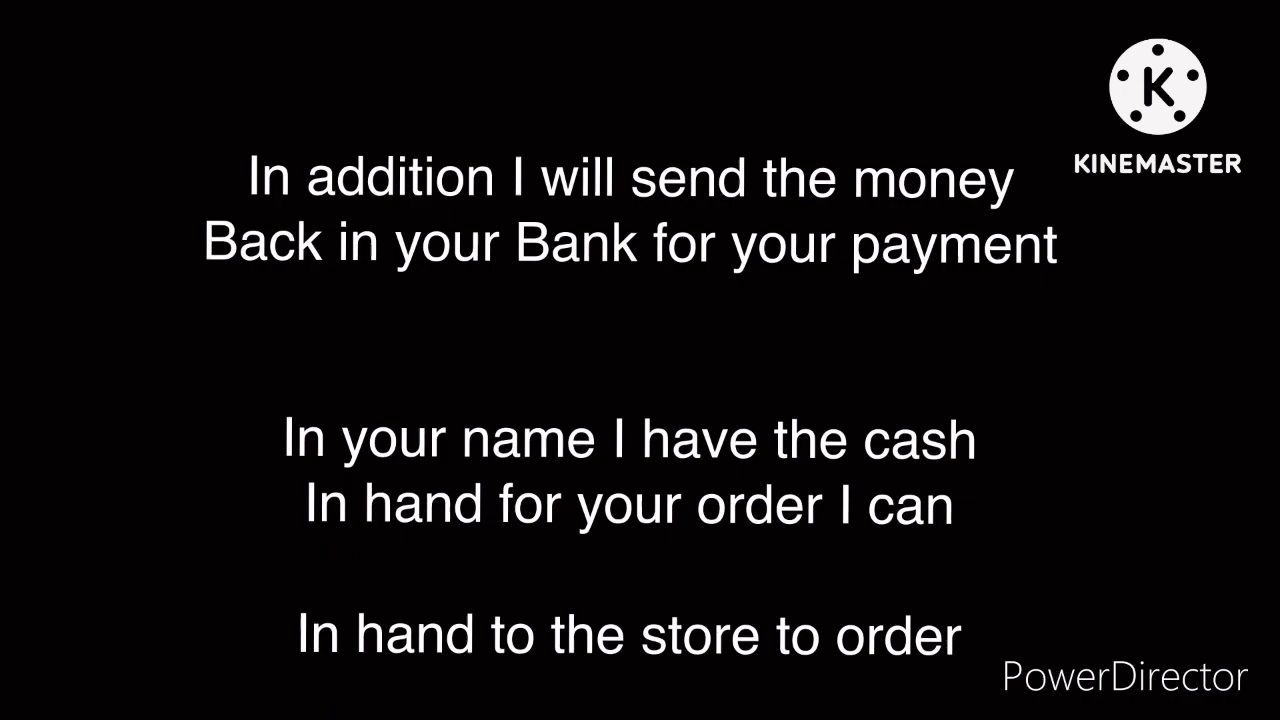 K
KINEMASTER
In addition I will send the money
Back in your Bank for your payment
In your name I have the cash
In hand for your order I can
In hand to the store to order
PowerDirector